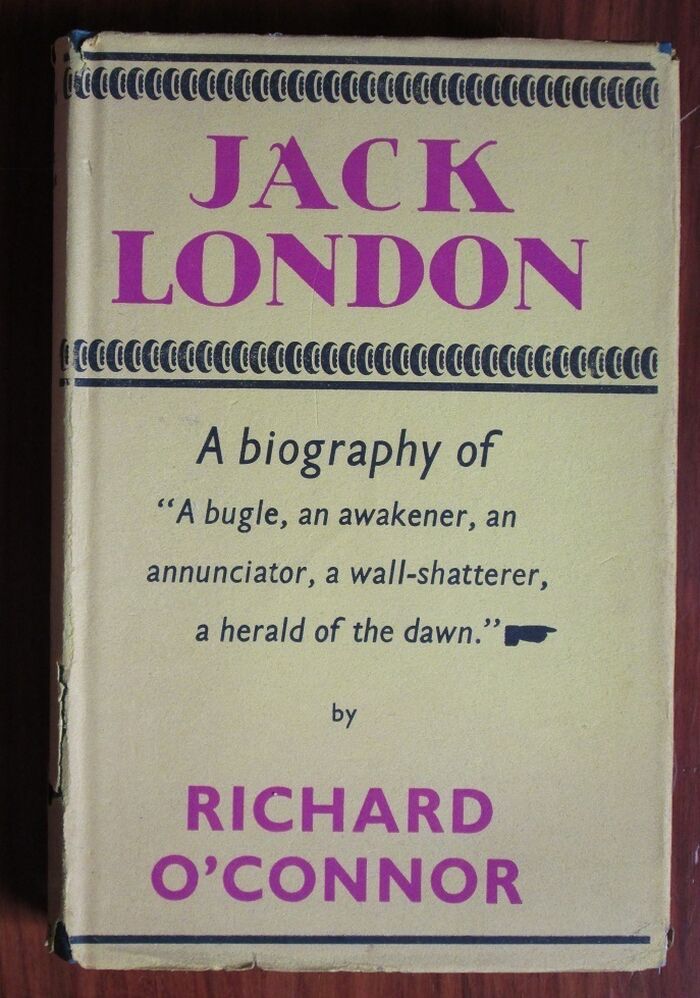 JACK
LONDON
A biography of
“A bugle, an awakener, an
annunciator, a wall-shatterer,
a herald of the dawn.”
by
RICHARD
O’CONNOR